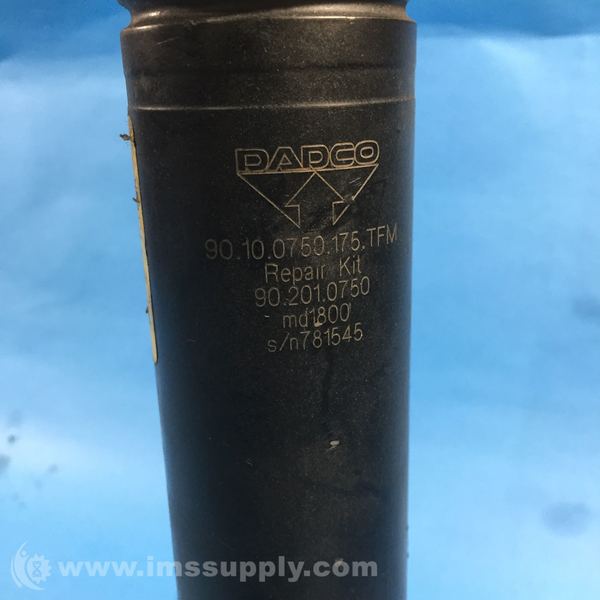 DADCO
90.10.0750.175.TFM
Repair Kit
90.201.0750
md1800
s/n781545
www.imssupply.com